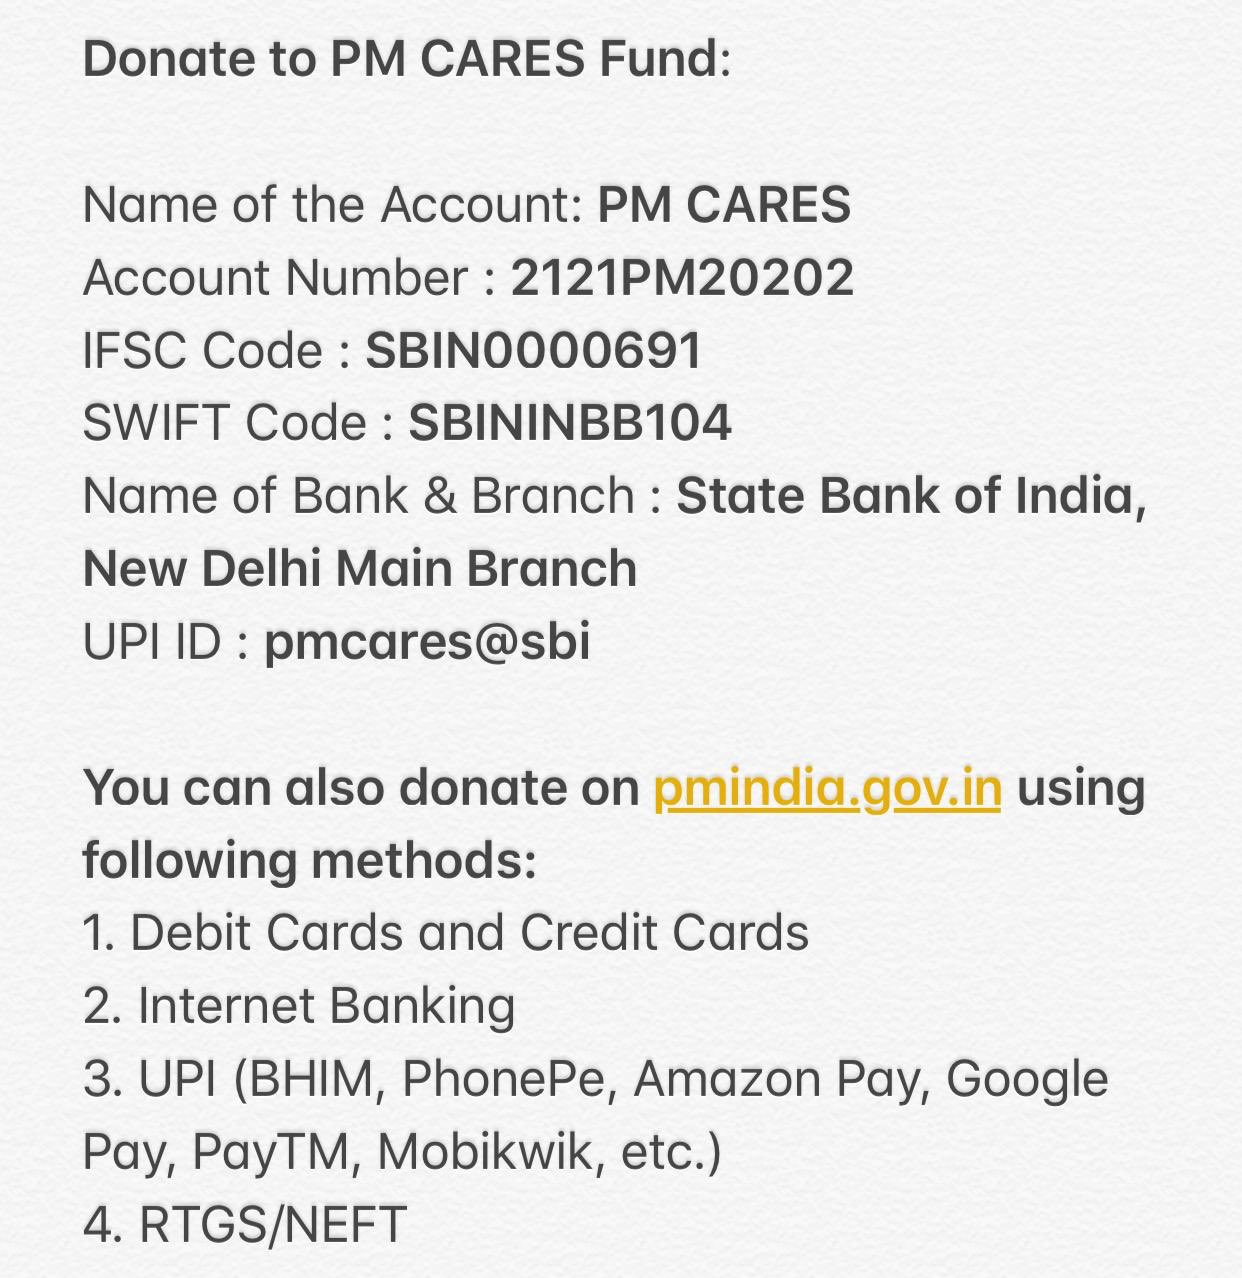 Donate to PM CARES Fund:
Name of the Account: PM CARES
Account Number : 2121PM20202
IFSC Code : SBIN0000691
SWIFT Code : SBININBB104
Name of Bank & Branch : State Bank of India,
New Delhi Main Branch
UPI ID : pmcares@sbi
You can also donate on pmindia.gov.in using
following methods:
1. Debit Cards and Credit Cards
2. Internet Banking
3. UPI (BHIM, PhonePe, Amazon Pay, Google
Pay, PayTM, Mobikwik, etc.)
4. RTGS/NEFT